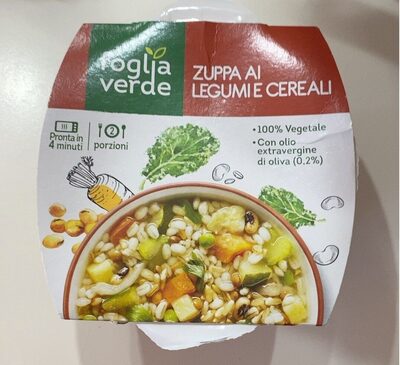 foglia
verde
ZUPPA AI
LEGUMI E CEREALI
Pronta in
4 minuti
2
porzioni
• 100% Vegetale
• Con olio
extravergine
di oliva (0,2%)